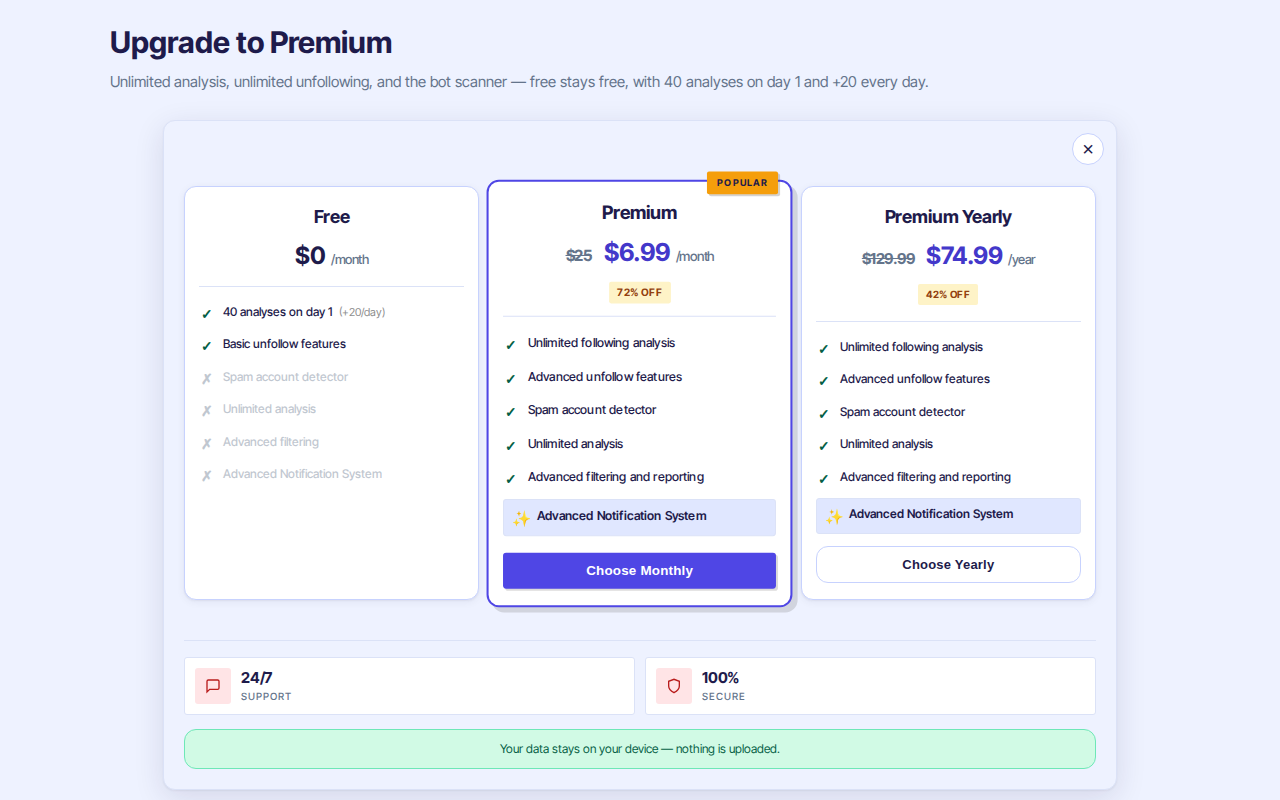 Upgrade to Premium
Unlimited analysis, unlimited unfollowing, and the bot scanner — free stays free, with 40 analyses on day 1 and +20 every day.
✕
Free
$0 /month
✓ 40 analyses on day 1 (+20/day)
✓ Basic unfollow features
✗ Spam account detector
✗ Unlimited analysis
✗ Advanced filtering
✗ Advanced Notification System
POPULAR
Premium
$25 $6.99 /month
72% OFF
✓ Unlimited following analysis
✓ Advanced unfollow features
✓ Spam account detector
✓ Unlimited analysis
✓ Advanced filtering and reporting
✨ Advanced Notification System
Choose Monthly
Premium Yearly
$129.99 $74.99 /year
42% OFF
✓ Unlimited following analysis
✓ Advanced unfollow features
✓ Spam account detector
✓ Unlimited analysis
✓ Advanced filtering and reporting
✨ Advanced Notification System
Choose Yearly
24/7
SUPPORT
100%
SECURE
Your data stays on your device — nothing is uploaded.